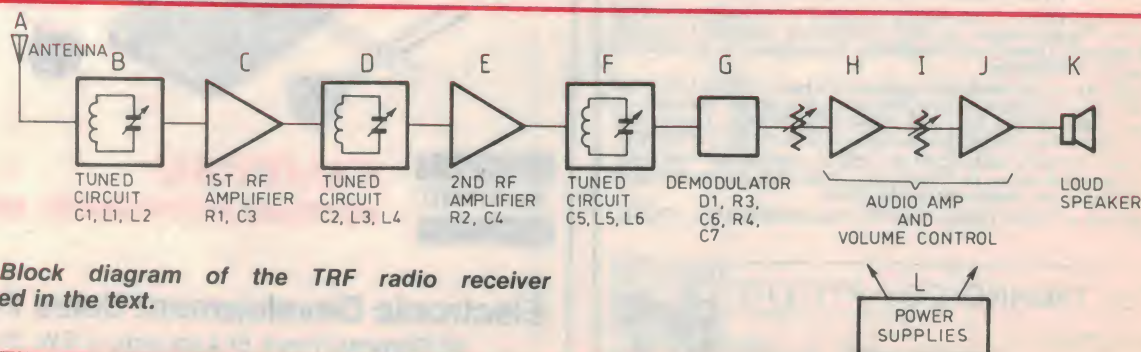 A
ANTENNA
B C D E F G H I J K
TUNED
CIRCUIT
C1, L1, L2
1ST RF
AMPLIFIER
R1, C3
TUNED
CIRCUIT
C2, L3, L4
2ND RF
AMPLIFIER
R2, C4
TUNED
CIRCUIT
C5, L5, L6
DEMODULATOR
D1, R3,
C6, R4,
C7
AUDIO AMP
AND
VOLUME CONTROL
LOUD
SPEAKER
L
POWER
SUPPLIES
Block diagram of the TRF radio receiver
ed in the text.